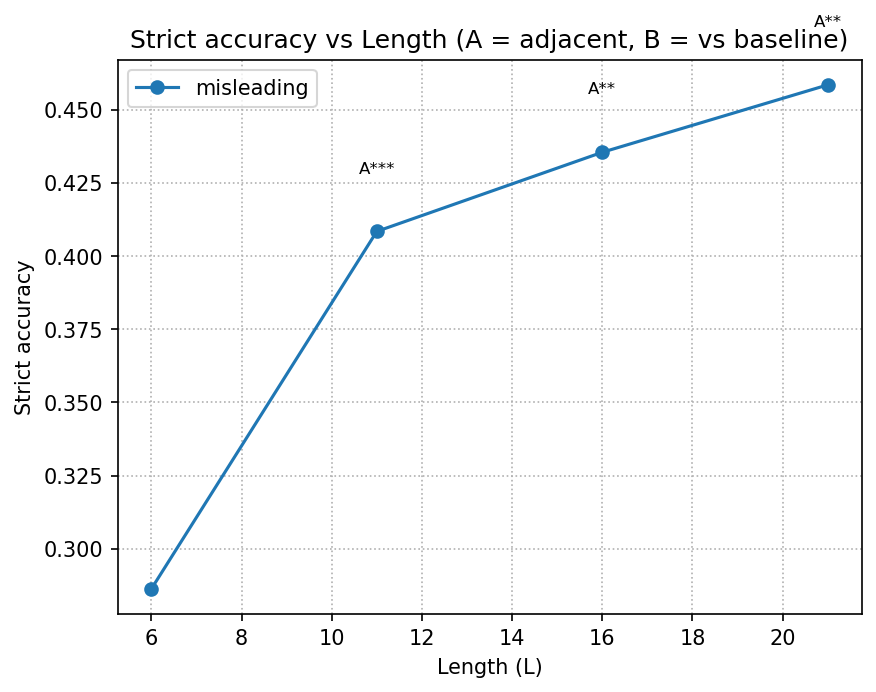 A**
Strict accuracy vs Length (A = adjacent, B = vs baseline)
misleading
A**
A***
0.450
0.425
0.400
0.375
0.350
0.325
0.300
Strict accuracy
6 8 10 12 14 16 18 20
Length (L)